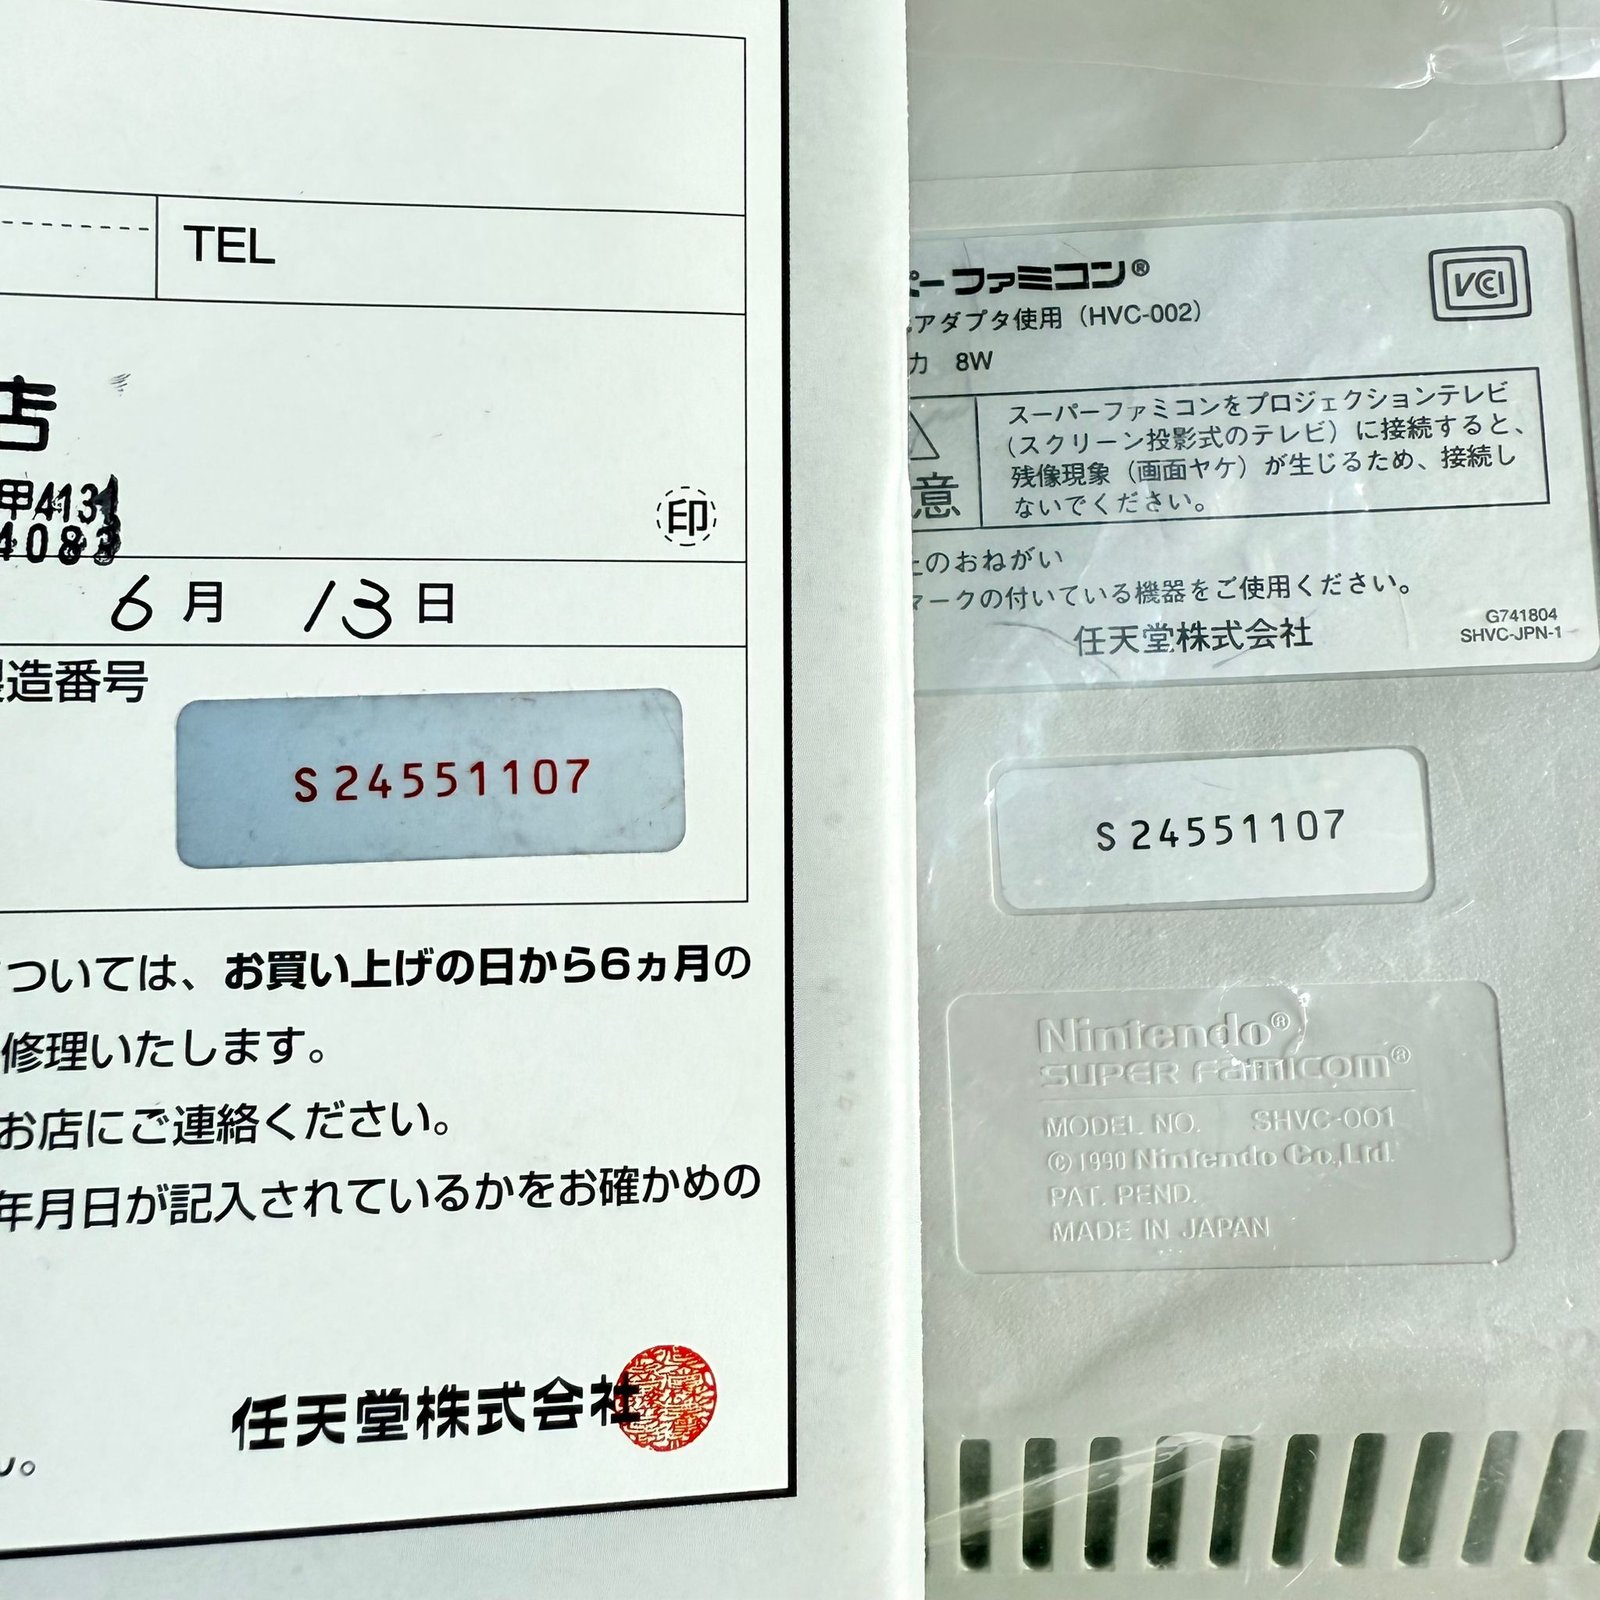 TEL
店
甲4131
4083
6月 13日
製造番号
S24551107
ついては、お買い上げの日から6ヵ月の
修理いたします。
お店にご連絡ください。
年月日が記入されているかをお確かめの
任天堂株式会社
ん。
印
パーファミコン®
アダプタ使用（HVC-002）
力 8W
意
スーパーファミコンをプロジェクションテレビ
(スクリーン投影式のテレビ）に接続すると、
残像現象（画面ヤケ）が生じるため、接続し
ないでください。
上のおねがい
マークの付いている機器をご使用ください。
任天堂株式会社
G741804
SHVC-JPN-1
VCCI
S24551107
Nintendo®
SUPER Famicom®
MODEL NO. SHVC-001
© 1990 Nintendo Co.,Ltd.
PAT. PEND.
MADE IN JAPAN